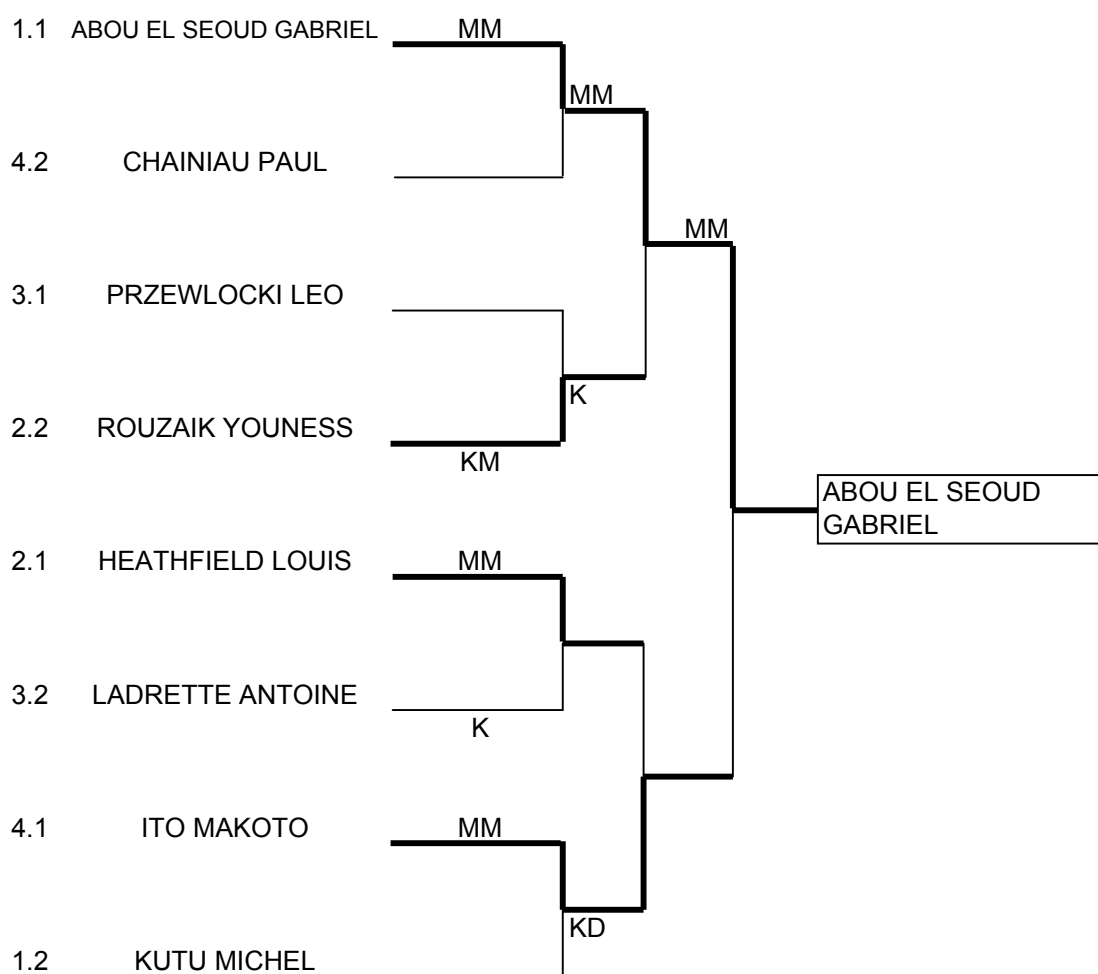 1.1 ABOU EL SEOUD GABRIEL MM
MM
4.2 CHAINIAU PAUL
MM
3.1 PRZEWLOCKI LEO
K
2.2 ROUZAIK YOUNESS
KM
ABOU EL SEOUD
GABRIEL
2.1 HEATHFIELD LOUIS MM
3.2 LADRETTE ANTOINE
K
4.1 ITO MAKOTO MM
KD
1.2 KUTU MICHEL